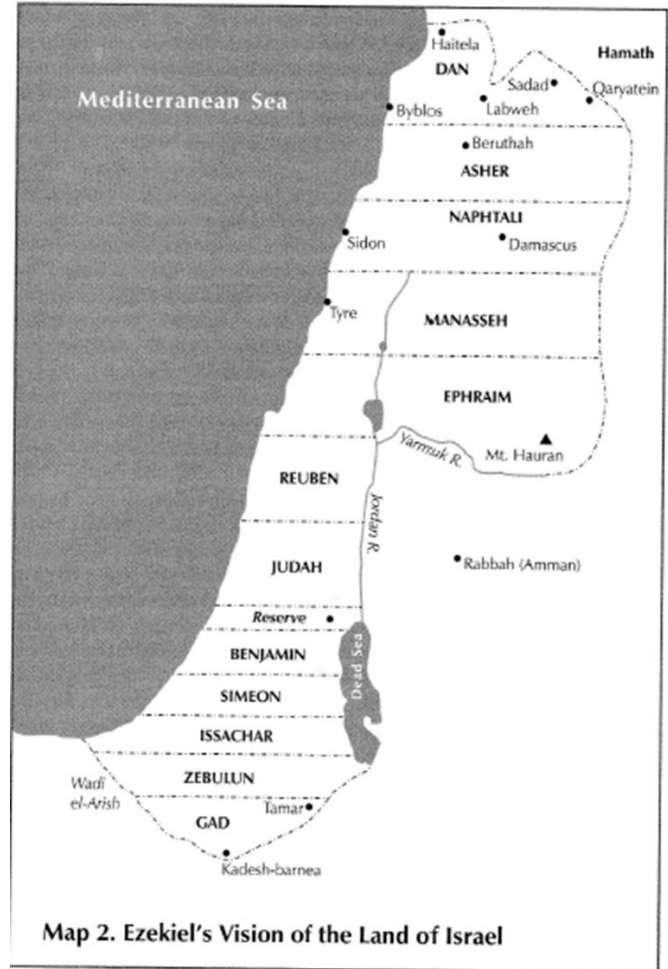 Haitela
Hamath
DAN
Sadad
Qaryatein
Mediterranean Sea
Byblos
Labweh
Beruthah
ASHER
NAPHTALI
Sidon
Damascus
Tyre
MANASSEH
EPHRAIM
Yarmuk R.
Mt. Hauran
REUBEN
Jordan R.
JUDAH
Rabbah (Amman)
Reserve
BENJAMIN
Dead Sea
SIMEON
ISSACHAR
Wadi
el-Arish
ZEBULUN
Tamar
GAD
Kadesh-barnea
Map 2. Ezekiel's Vision of the Land of Israel